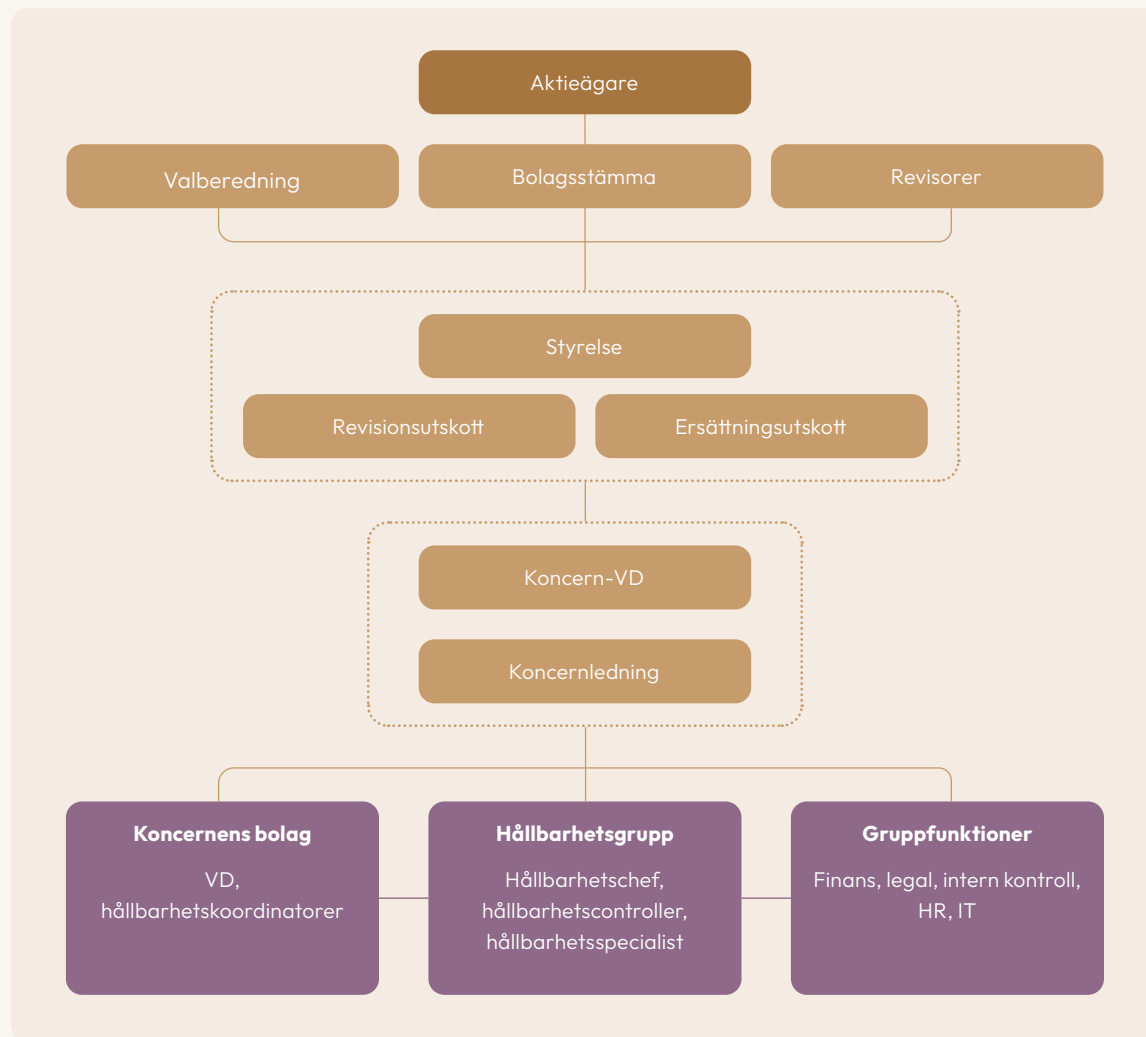 Aktieägare
Valberedning
Bolagsstämma
Revisorer
Styrelse
Revisionsutskott
Ersättningsutskott
Koncern-VD
Koncernledning
Koncernens bolag
VD,
hållbarhetskoordinatorer
Hållbarhetsgrupp
Hållbarhetschef,
hållbarhetscontroller,
hållbarhetsspecialist
Gruppfunktioner
Finans, legal, intern kontroll,
HR, IT